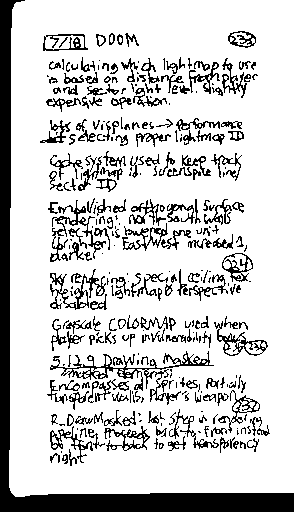 7/18 DOOM 232
calculating which lightmap to use
is based on distance from player
and sector light level. Slightly
expensive operation.
lots of visplanes → performance
selecting proper lightmap ID
Cache system used to keep track
of lightmap id. screenspace line/
sector ID
Embellished orthogonal surface
rendering: north-south walls
selection is lowered one unit
(brighter). East/West increased 1,
darker
234
Sky rendering: special ceiling tex.
height 0, lightmap 0 perspective
disabled
Grayscale COLORMAP used when
player picks up invulnerability
236
5.12.9 Drawing Masked
"masked elements:
Encompasses all sprites, Partially
transparent walls, Player's weapon
237
R_DrawMasked: last step in rendering
pipeline, Proceeds back-to-front instead
of front-to-back to get transparency
right